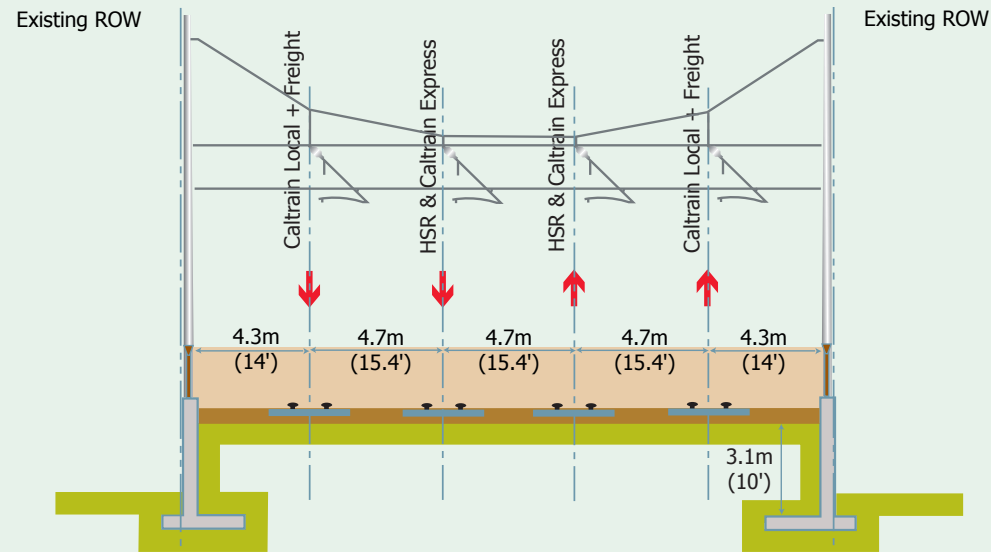 Existing ROW
Existing ROW
Caltrain Local + Freight
HSR & Caltrain Express
HSR & Caltrain Express
Caltrain Local + Freight
4.3m
(14')
4.7m
(15.4')
4.7m
(15.4')
4.7m
(15.4')
4.3m
(14')
3.1m
(10')